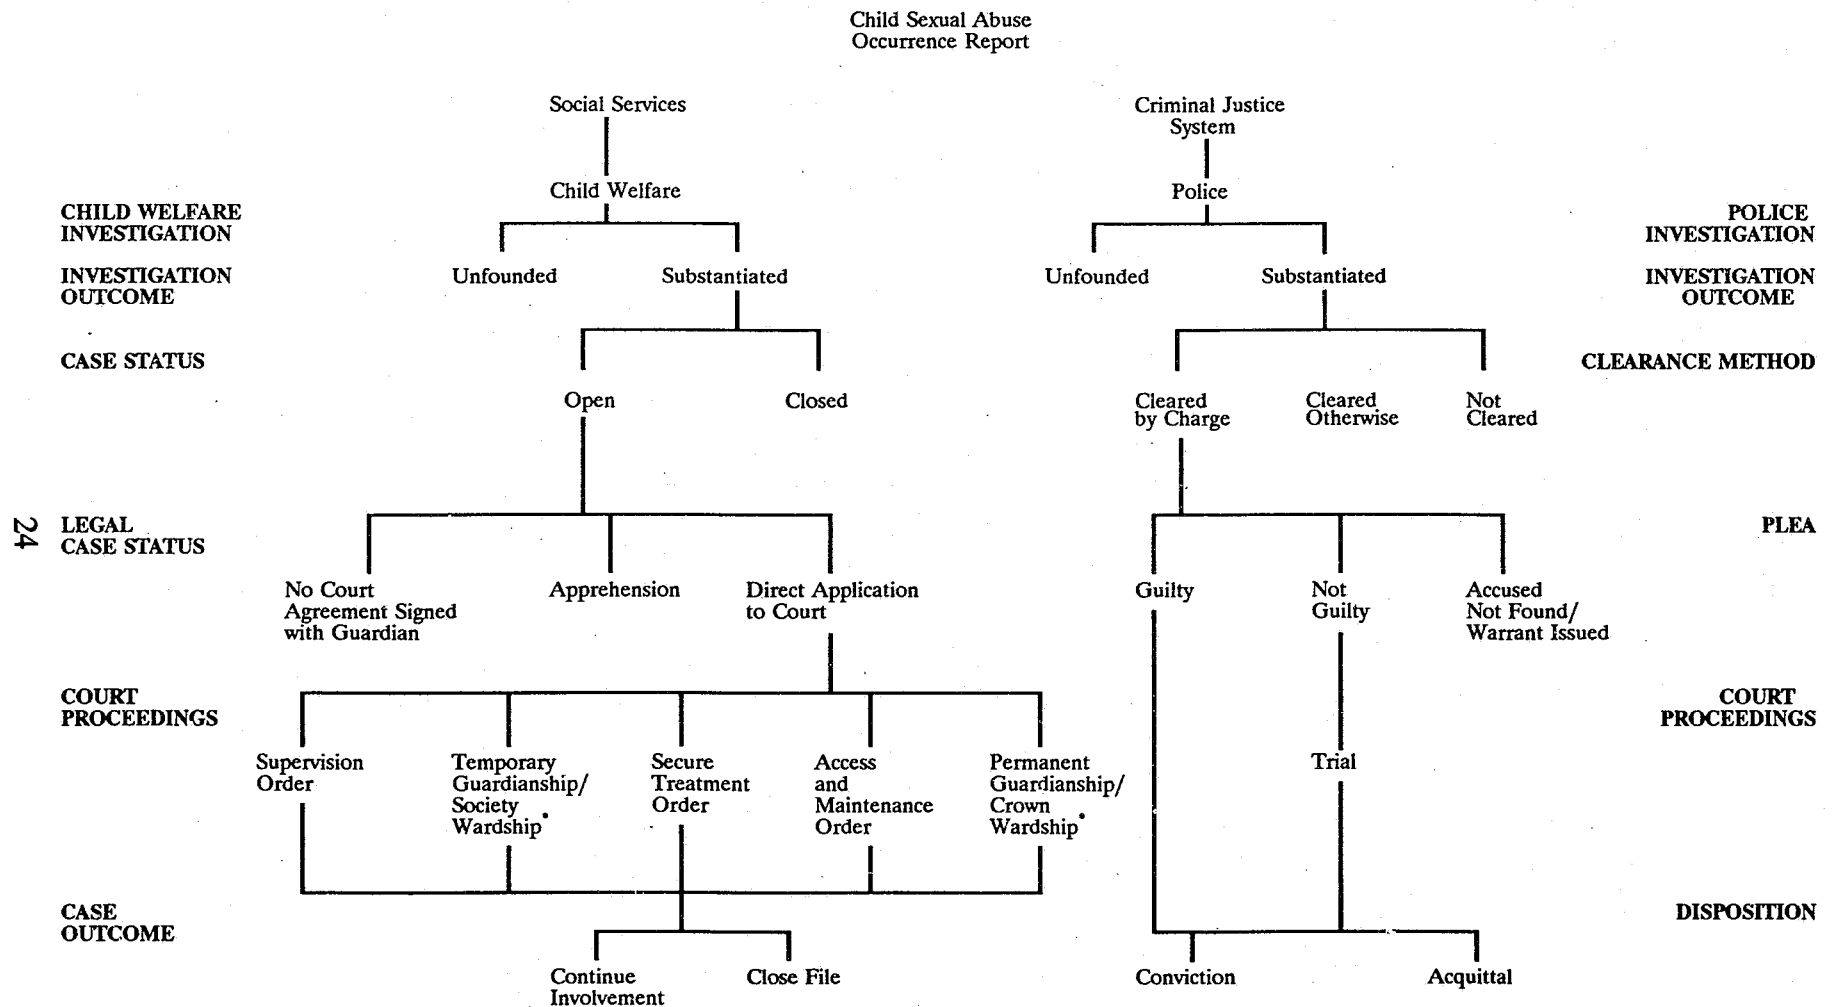 Child Sexual Abuse
Occurrence Report
Social Services
Criminal Justice
System
Child Welfare
Police
CHILD WELFARE
INVESTIGATION
POLICE
INVESTIGATION
INVESTIGATION
OUTCOME
Unfounded
Substantiated
Unfounded
Substantiated
INVESTIGATION
OUTCOME
CASE STATUS
CLEARANCE METHOD
Open
Closed
Cleared
by Charge
Cleared
Otherwise
Not
Cleared
24
LEGAL
CASE STATUS
PLEA
No Court
Agreement Signed
with Guardian
Apprehension
Direct Application
to Court
Guilty
Not
Guilty
Accused
Not Found/
Warrant Issued
COURT
PROCEEDINGS
COURT
PROCEEDINGS
Supervision
Order
Temporary
Guardianship/
Society
Wardship*
Secure
Treatment
Order
Access
and
Maintenance
Order
Permanent
Guardianship/
Crown
Wardship*
Trial
CASE
OUTCOME
DISPOSITION
Continue
Involvement
Close File
Conviction
Acquittal